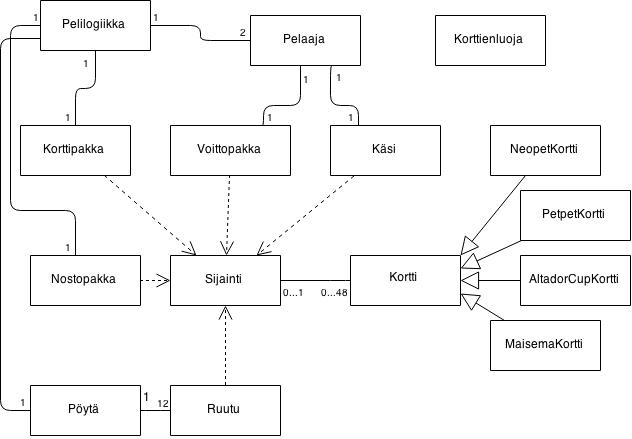 1
Pelilogiikka
1
2
Pelaaja
Korttienluoja
1
1
1
1
1
1
Korttipakka
Voittopakka
Käsi
NeopetKortti
PetpetKortti
1
Nostopakka
Sijainti
0...1
0...48
Kortti
AltadorCupKortti
MaisemaKortti
1
Pöytä
1
12
Ruutu